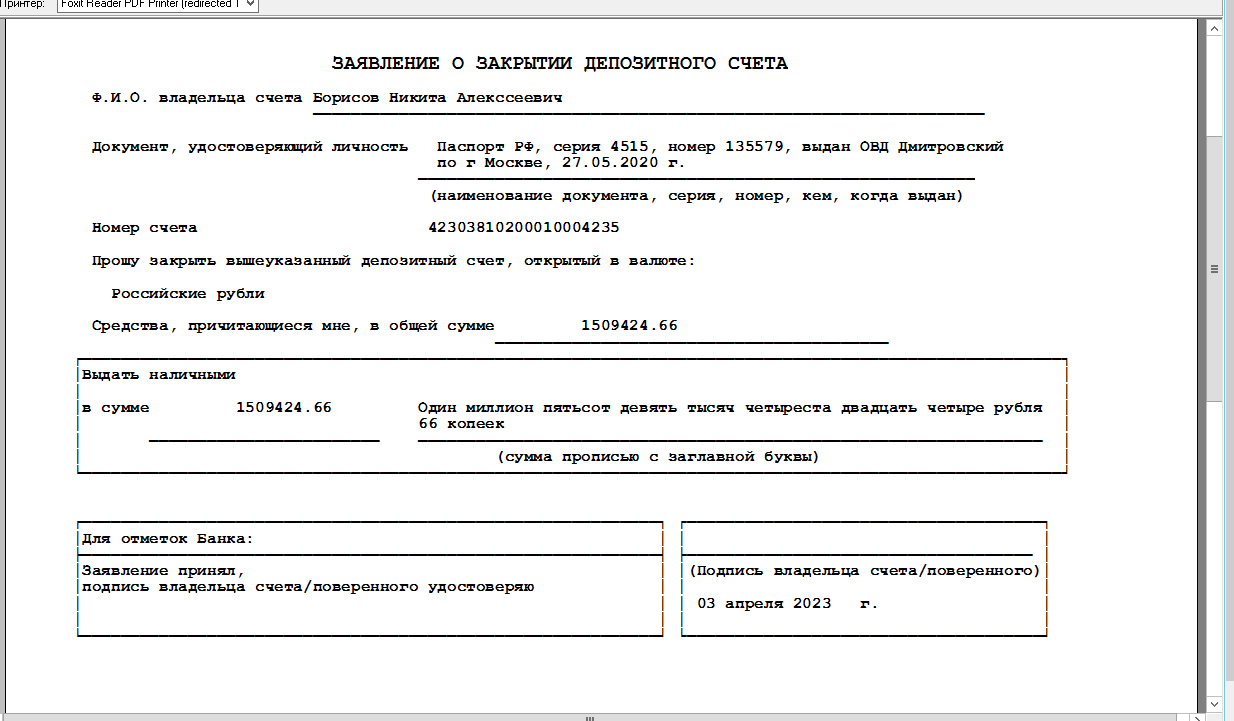 Принтер: Foxit Reader PDF Printer (redirected 1
ЗАЯВЛЕНИЕ О ЗАКРЫТИИ ДЕПОЗИТНОГО СЧЕТА
Ф.И.О. владельца счета Борисов Никита Алекссеевич
Документ, удостоверяющий личность Паспорт РФ, серия 4515, номер 135579, выдан ОВД Дмитровский
по г Москве, 27.05.2020 г.
(наименование документа, серия, номер, кем, когда выдан)
Номер счета 42303810200010004235
Прошу закрыть вышеуказанный депозитный счет, открытый в валюте:
Российские рубли
Средства, причитающиеся мне, в общей сумме 1509424.66
Выдать наличными
в сумме 1509424.66 Один миллион пятьсот девять тысяч четыреста двадцать четыре рубля
66 копеек
(сумма прописью с заглавной буквы)
Для отметок Банка:
Заявление принял,
подпись владельца счета/поверенного удостоверяю
(Подпись владельца счета/поверенного)
03 апреля 2023 г.